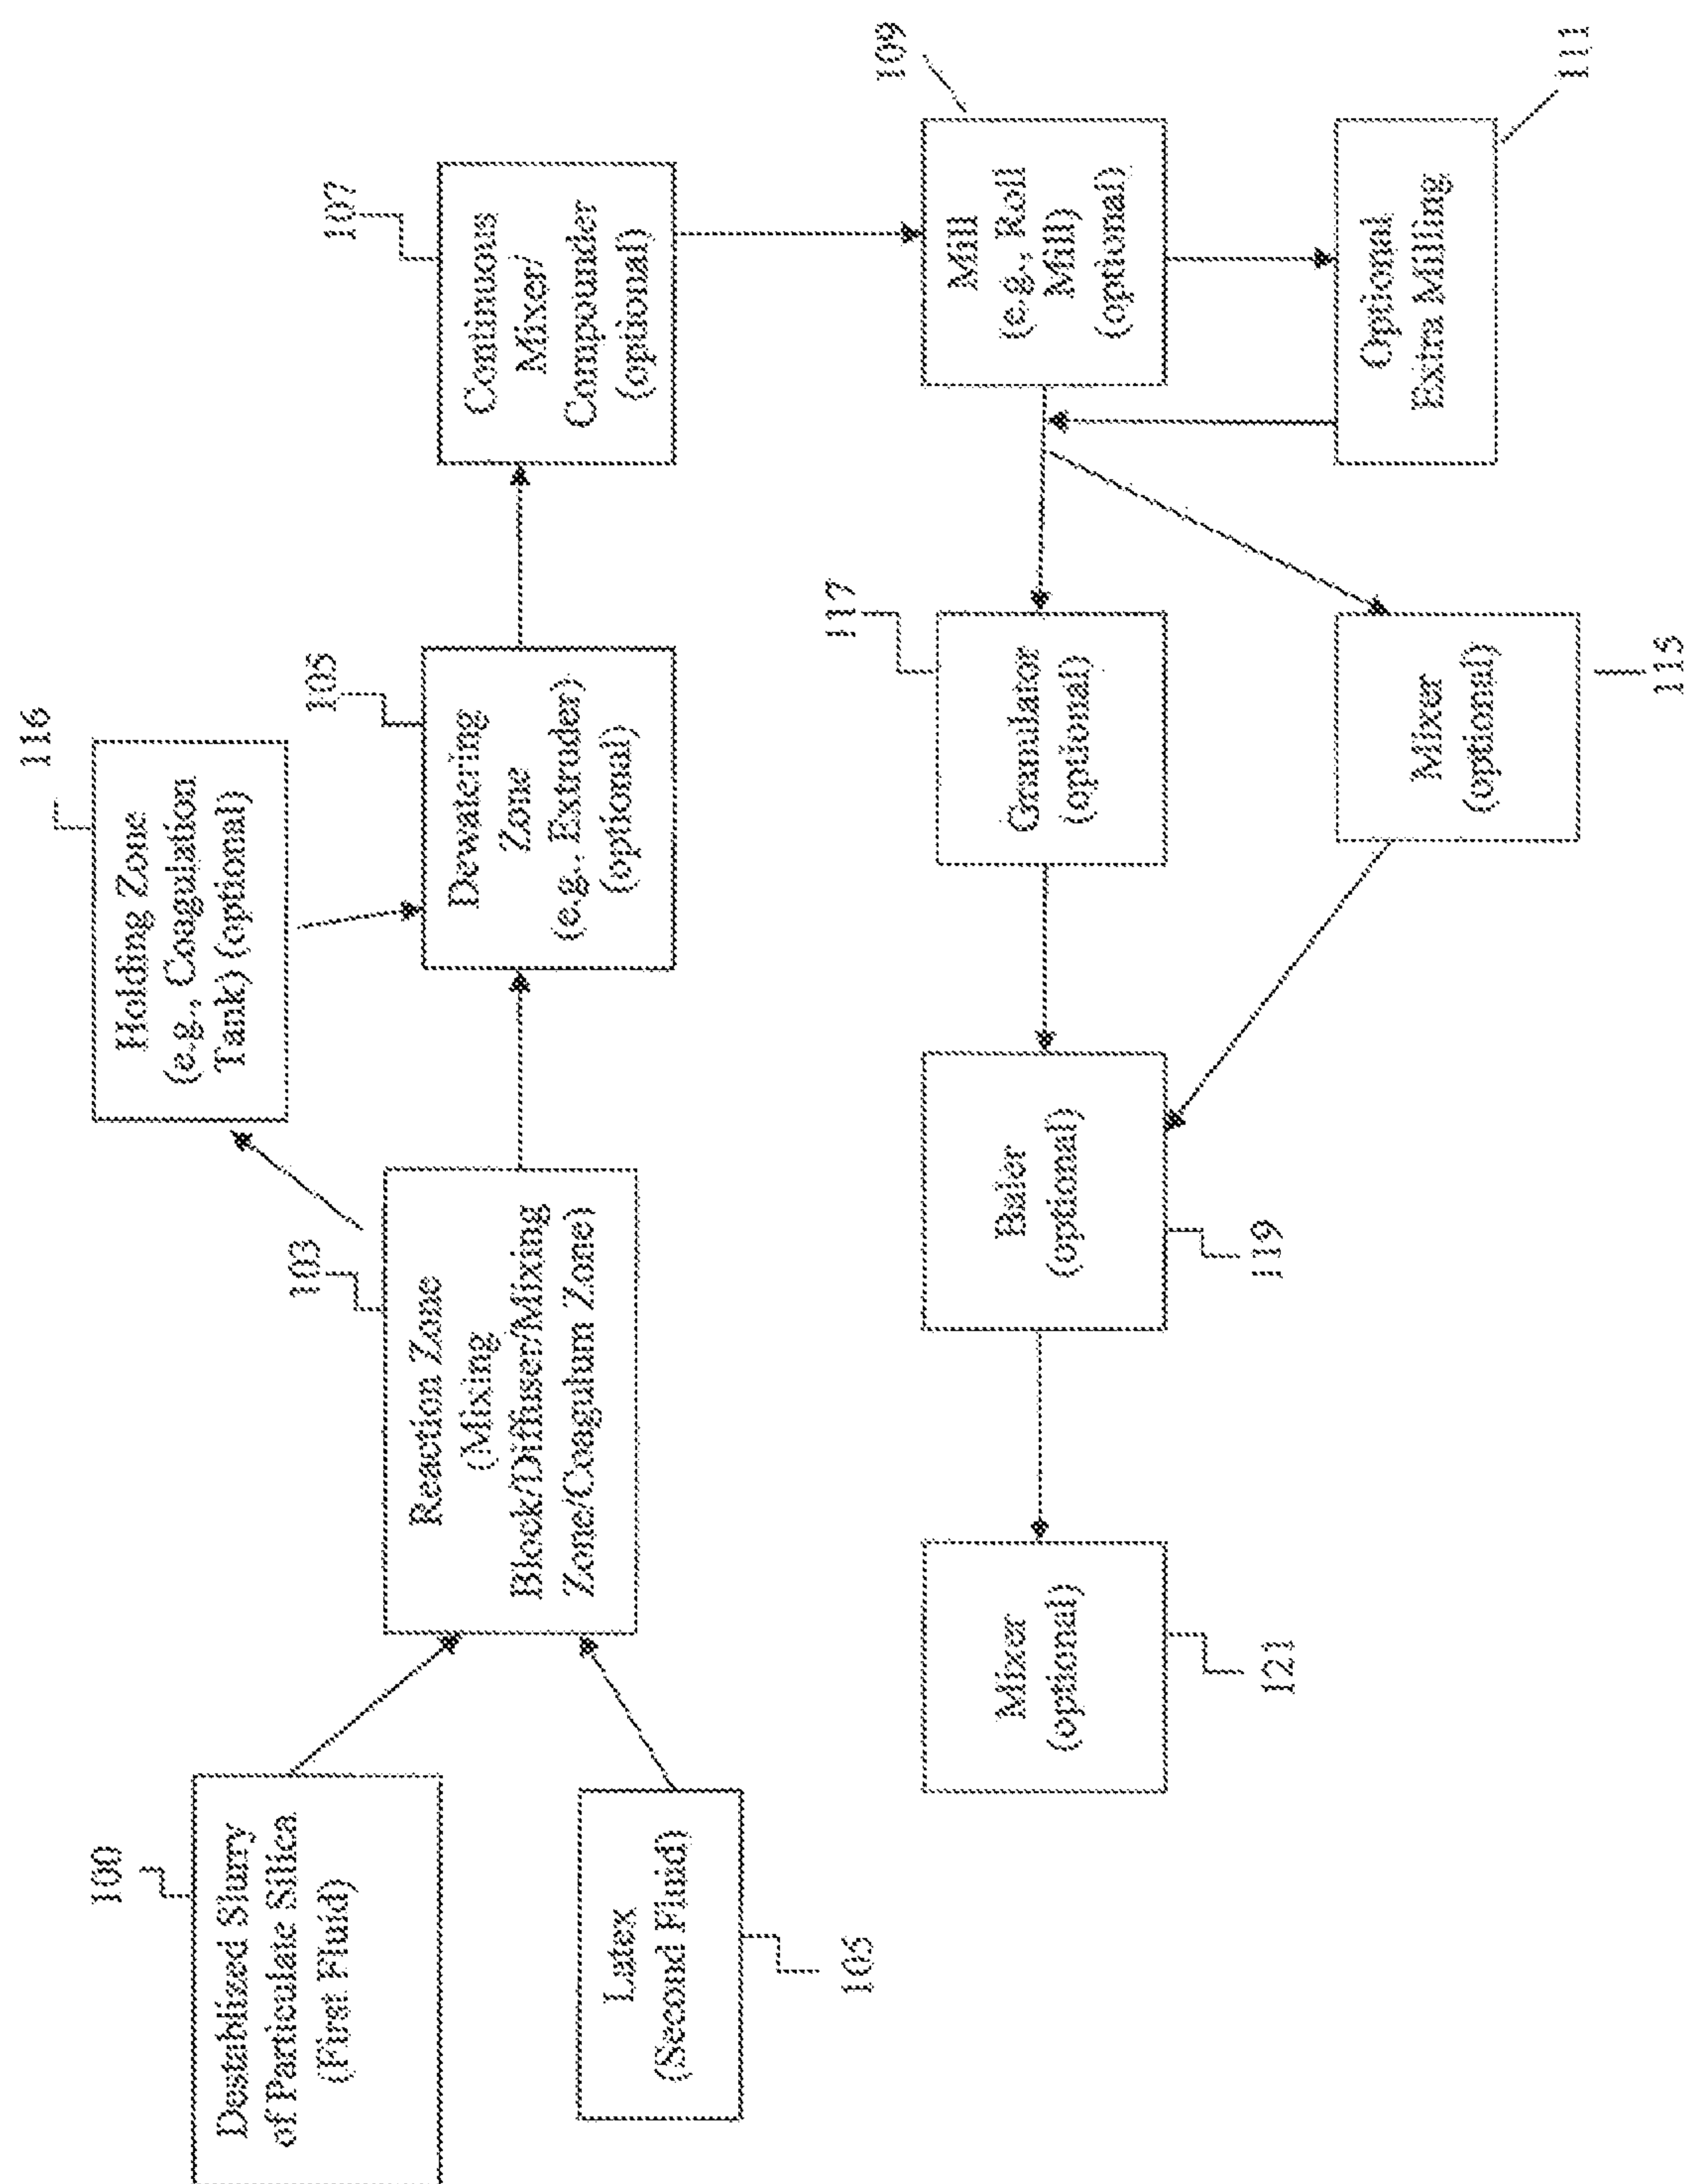 116
Holding Zone
(e.g., Coagulation
Tank) (optional)
100
Destablized Slurry
of Particulate Silica
(First Fluid)
103
Reaction Zone
(Mixing
Block/Diffuser/Mixing
Zone/Coagulum Zone)
105
Dewatering
Zone
(e.g., Extruder)
(optional)
107
Continuous
Mixer/
Compounder
(optional)
Latex
(Second Fluid)
105
109
Mixer
(optional)
121
Baler
(optional)
119
117
Granulator
(optional)
Mill
(e.g., Roll
Mill)
(optional)
Mixer
(optional)
115
Optional
Extra Milling
111